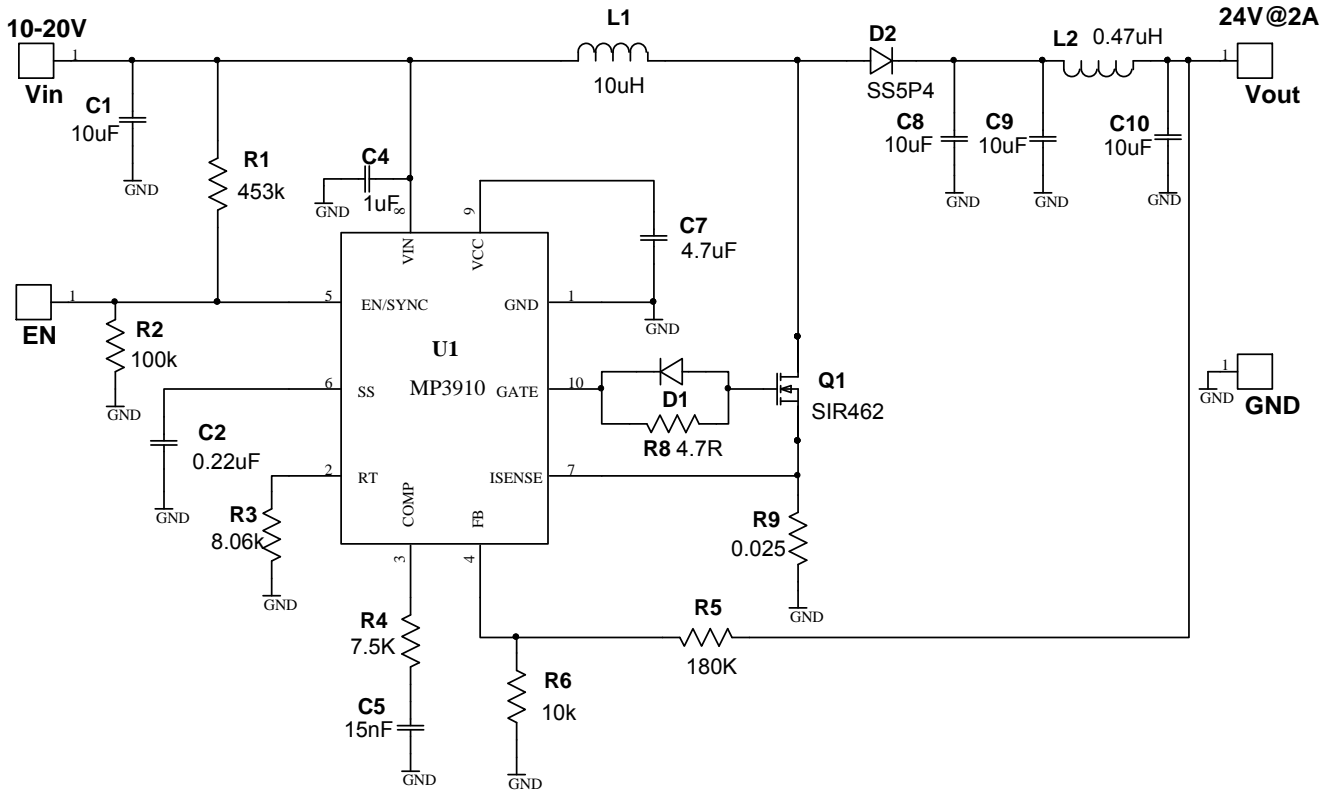 10-20V
1
Vin
C1
10uF
GND
R1
453k
C4
1uF
GND
8
VIN
9
VCC
C7
4.7uF
GND
L1
10uH
D2
SS5P4
C8
10uF
GND
C9
10uF
GND
L2
0.47uH
C10
10uF
GND
24V@2A
1
Vout
1
EN
5
EN/SYNC
GND
1
R2
100k
GND
U1
MP3910
6
SS
GATE
10
D1
R8 4.7R
Q1
SIR462
1
GND
GND
C2
0.22uF
GND
2
RT
ISENSE
7
R3
8.06k
GND
COMP
3
FB
4
R9
0.025
GND
R4
7.5K
C5
15nF
GND
R5
180K
R6
10k
GND